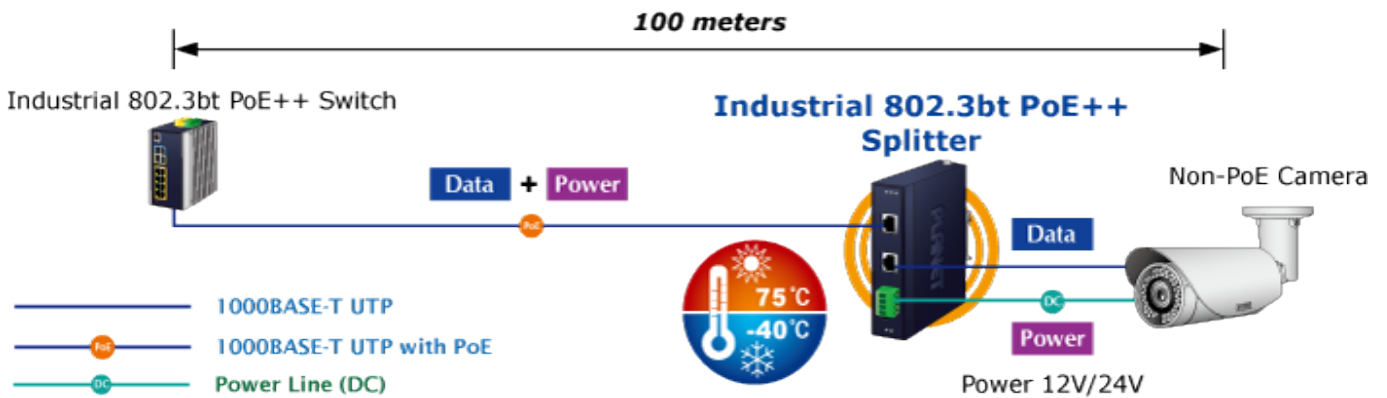 100 meters
Industrial 802.3bt PoE++ Switch
Industrial 802.3bt PoE++
Splitter
Data + Power
PoE
Non-PoE Camera
PLANET
Data
75°C
-40°C
DC
Power
Power 12V/24V
1000BASE-T UTP
PoE
1000BASE-T UTP with PoE
DC
Power Line (DC)